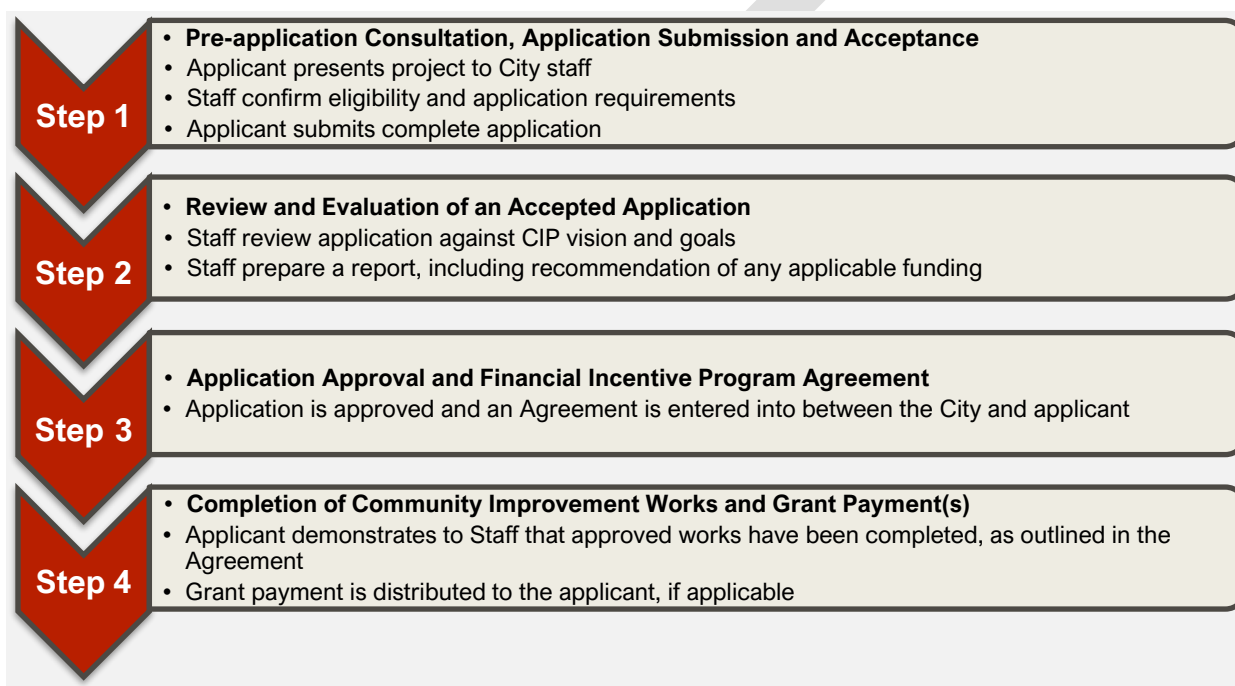 Step 1
• Pre-application Consultation, Application Submission and Acceptance
• Applicant presents project to City staff
• Staff confirm eligibility and application requirements
• Applicant submits complete application
Step 2
• Review and Evaluation of an Accepted Application
• Staff review application against CIP vision and goals
• Staff prepare a report, including recommendation of any applicable funding
Step 3
• Application Approval and Financial Incentive Program Agreement
• Application is approved and an Agreement is entered into between the City and applicant
Step 4
• Completion of Community Improvement Works and Grant Payment(s)
• Applicant demonstrates to Staff that approved works have been completed, as outlined in the
Agreement
• Grant payment is distributed to the applicant, if applicable